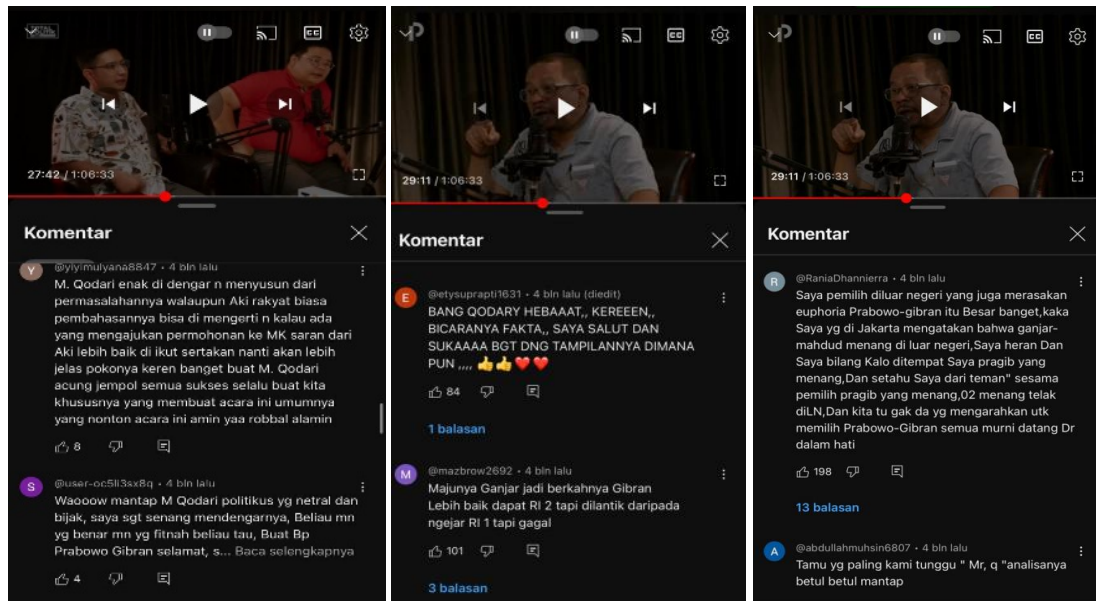 27:42 / 1:06:33
Komentar
@yiyimulyana8847 • 4 bln lalu
M. Qodari enak di dengar n menyusun dari
permasalahannya walaupun Aki rakyat biasa
pembahasannya bisa di mengerti n kalau ada
yang mengajukan permohonan ke MK saran dari
Aki lebih baik di ikut sertakan nanti akan lebih
jelas pokonya keren banget buat M. Qodari
acung jempol semua sukses selalu buat kita
khususnya yang membuat acara ini umumnya
yang nonton acara ini amin yaa robbal alamin
8
@user-oc5li3sx8q • 4 bln lalu
Waooow mantap M Qodari politikus yg netral dan
bijak, saya sgt senang mendengarnya, Beliau mn
yg benar mn yg fitnah beliau tau, Buat Bp
Prabowo Gibran selamat, s... Baca selengkapnya
4
29:11 / 1:06:33
Komentar
@etysuprapti1631 • 4 bln lalu (diedit)
BANG QODARY HEBAAAT,, KEREEEN,,
BICARANYA FAKTA,, SAYA SALUT DAN
SUKAAAA BGT DNG TAMPILANNYA DIMANA
PUN ,,,, 👍👍❤️❤️
84
1 balasan
@mazbrow2692 • 4 bln lalu
Majunya Ganjar jadi berkahnya Gibran
Lebih baik dapat RI 2 tapi dilantik daripada
ngejar RI 1 tapi gagal
101
3 balasan
29:11 / 1:06:33
Komentar
@RaniaDhannierra • 4 bln lalu
Saya pemilih diluar negeri yang juga merasakan
euphoria Prabowo-gibran itu Besar banget,kaka
Saya yg di Jakarta mengatakan bahwa ganjar-
mahdud menang di luar negeri,Saya heran Dan
Saya bilang Kalo ditempat Saya pragib yang
menang,Dan setahu Saya dari teman" sesama
pemilih pragib yang menang,02 menang telak
diLN,Dan kita tu gak da yg mengarahkan utk
memilih Prabowo-Gibran semua murni datang Dr
dalam hati
198
13 balasan
@abdullahmuhsin6807 • 4 bln lalu
Tamu yg paling kami tunggu " Mr, q "analisanya
betul betul mantap